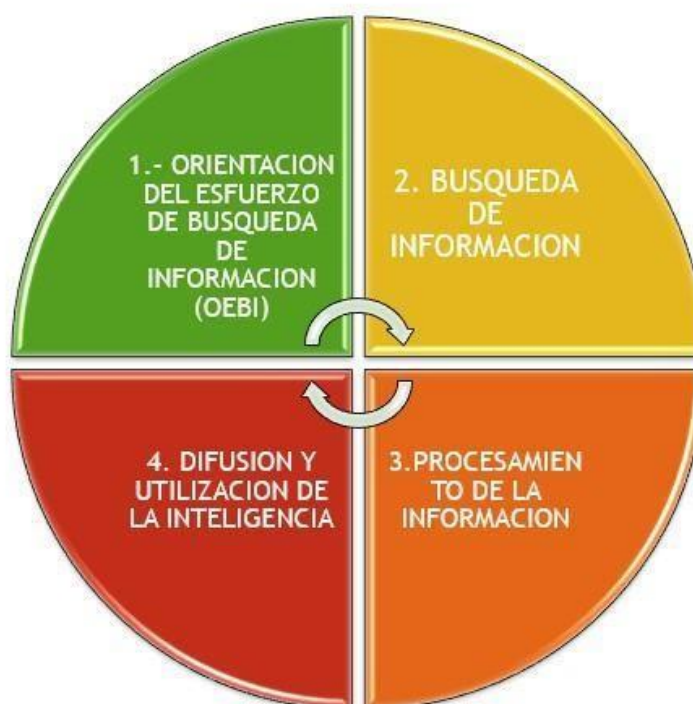 1.- ORIENTACION
DEL ESFUERZO
DE BUSQUEDA
DE
INFORMACION
(OEBI)
2. BUSQUEDA
DE
INFORMACION
3.PROCESAMIEN
TO DE LA
INFORMACION
4. DIFUSION Y
UTILIZACION DE
LA INTELIGENCIA